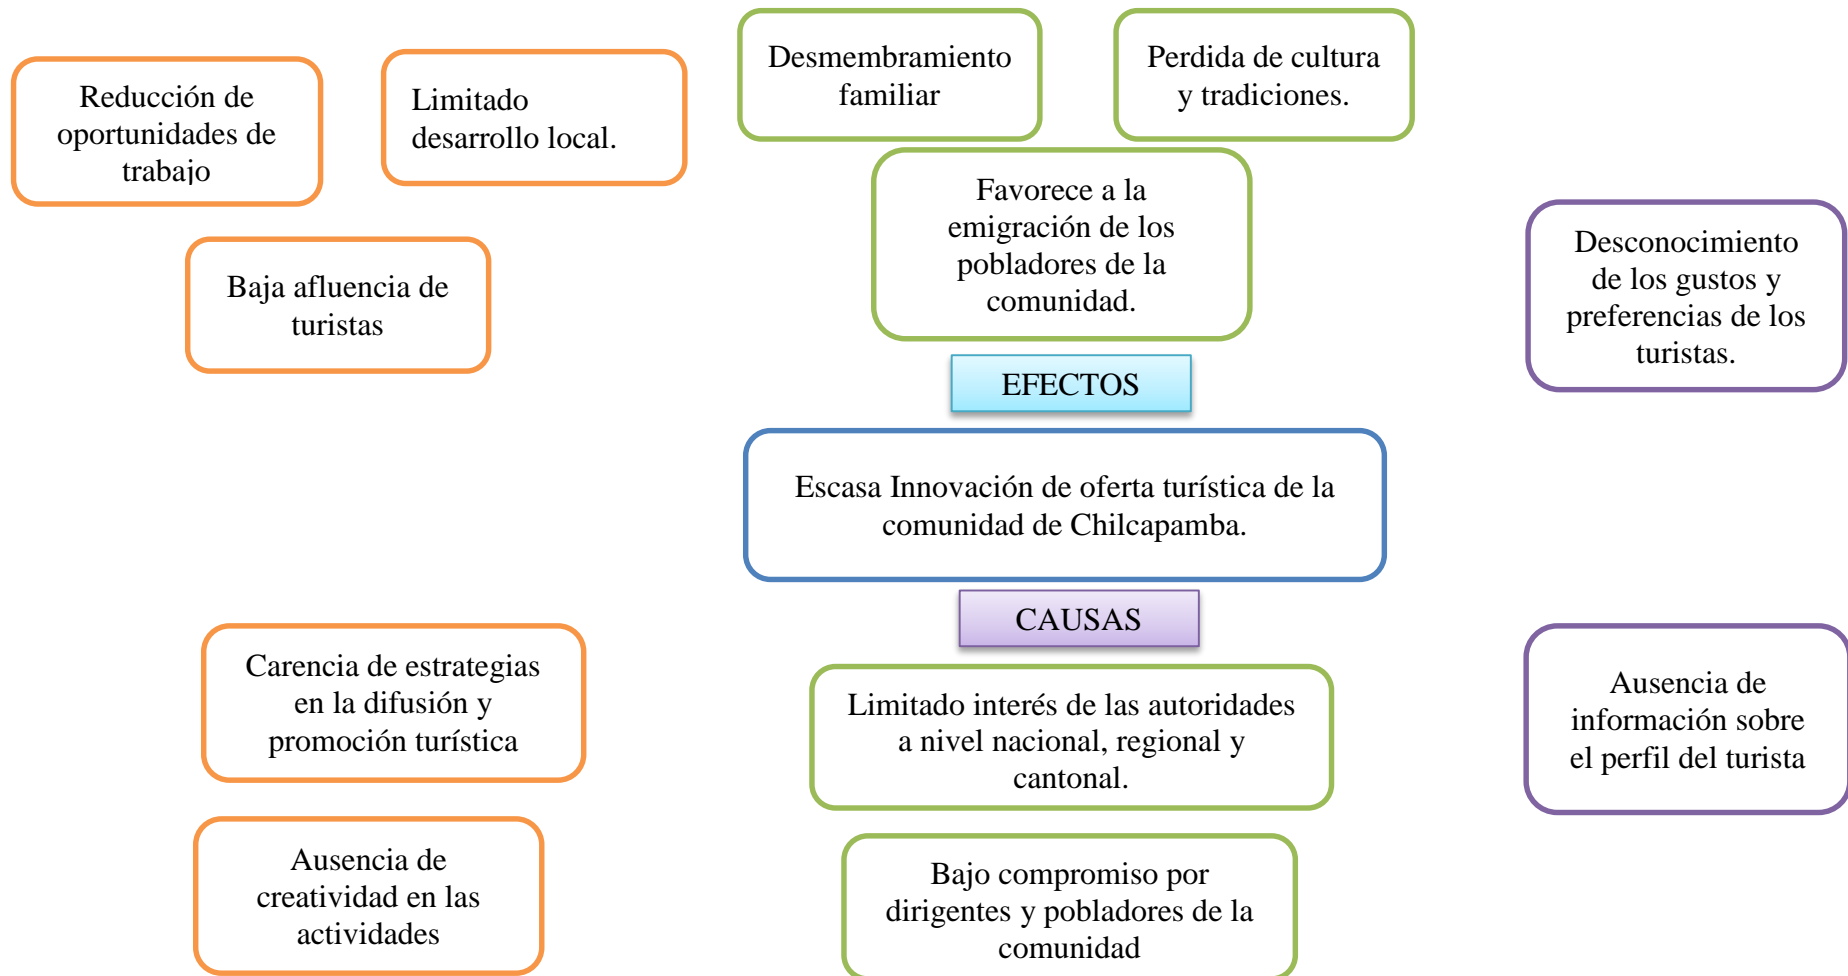 Reducción de
oportunidades de
trabajo
Limitado
desarrollo local.
Desmembramiento
familiar
Perdida de cultura
y tradiciones.
Baja afluencia de
turistas
Favorece a la
emigración de los
pobladores de la
comunidad.
Desconocimiento
de los gustos y
preferencias de los
turistas.
EFECTOS
Escasa Innovación de oferta turística de la
comunidad de Chilcapamba.
CAUSAS
Carencia de estrategias
en la difusión y
promoción turística
Limitado interés de las autoridades
a nivel nacional, regional y
cantonal.
Ausencia de
información sobre
el perfil del turista
Ausencia de
creatividad en las
actividades
Bajo compromiso por
dirigentes y pobladores de la
comunidad